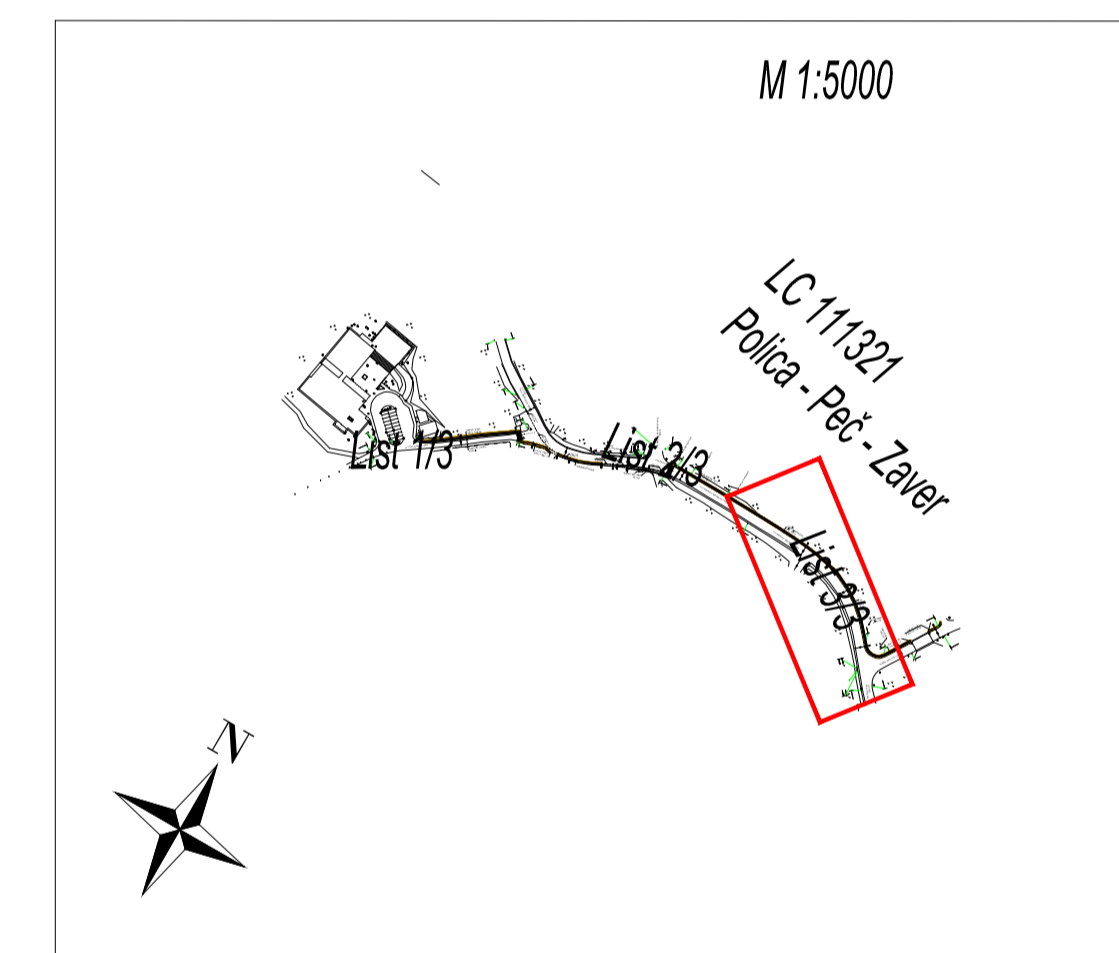 M 1:5000
LC 111321
Polica - Peč - Zaver
List 1/3
List 2/3
List 3/3
N